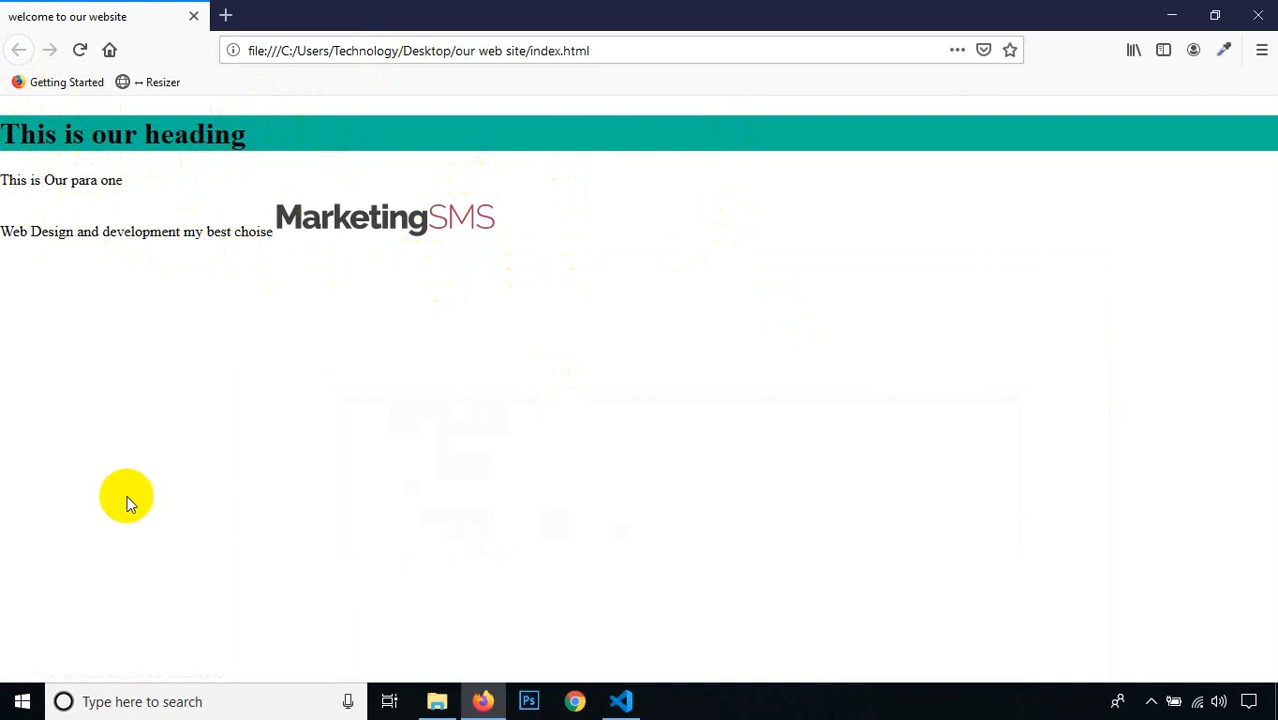 welcome to our website
file:///C:/Users/Technology/Desktop/our web site/index.html
Getting Started
↔ Resizer
This is our heading
This is Our para one
Web Design and development my best choise MarketingSMS
Type here to search
Ps